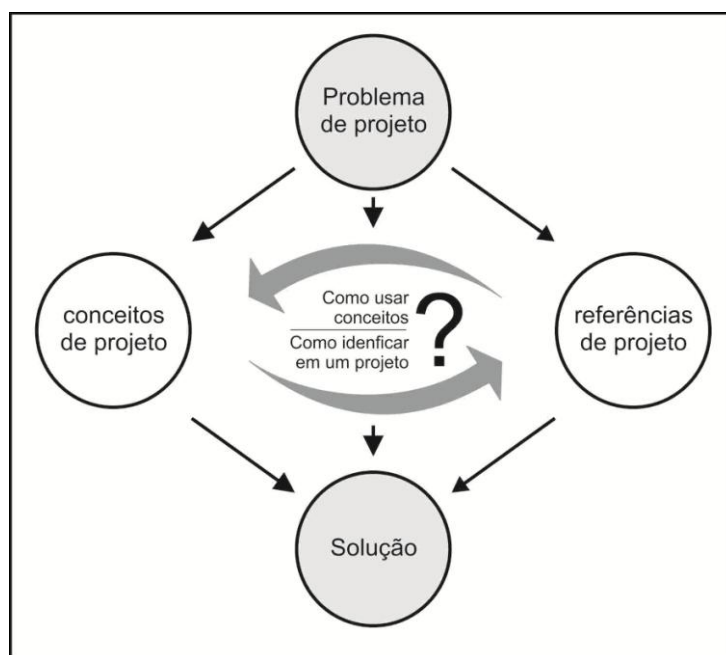 Problema
de projeto
conceitos
de projeto
Como usar
conceitos
Como idenficar
em um projeto
?
referências
de projeto
Solução